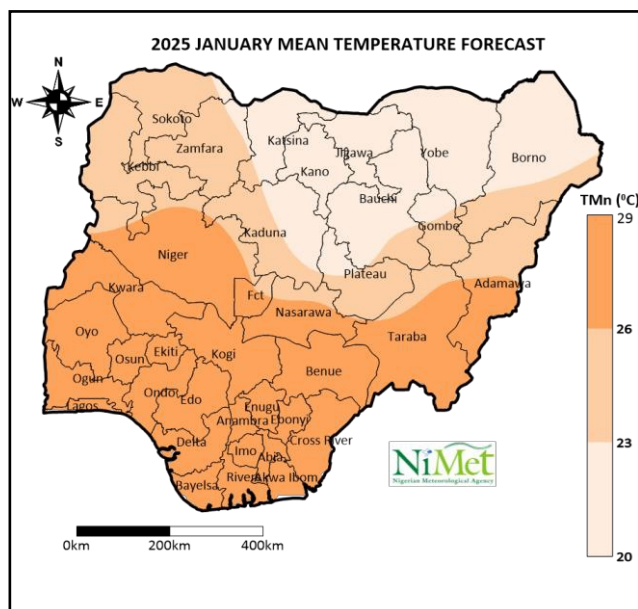 2025 JANUARY MEAN TEMPERATURE FORECAST
N
W E
S
Sokoto
Katsina
Zamfara
Jigawa
Yobe
Borno
Kebbi
Kano
Bauchi
Gombe
Kaduna
Niger
Plateau
Adamawa
Fct
Kwara
Nasarawa
Taraba
Oyo
Ekiti
Kogi
Osun
Benue
Ogun
Ondo
Edo
Lagos
Enugu
Anambra
Ebonyi
Delta
Cross River
Imo
Abia
Bayelsa
Rivers
Akwa Ibom
TMn (⁰C)
29
26
23
20
NiMet
Nigerian Meteorological Agency
0km 200km 400km